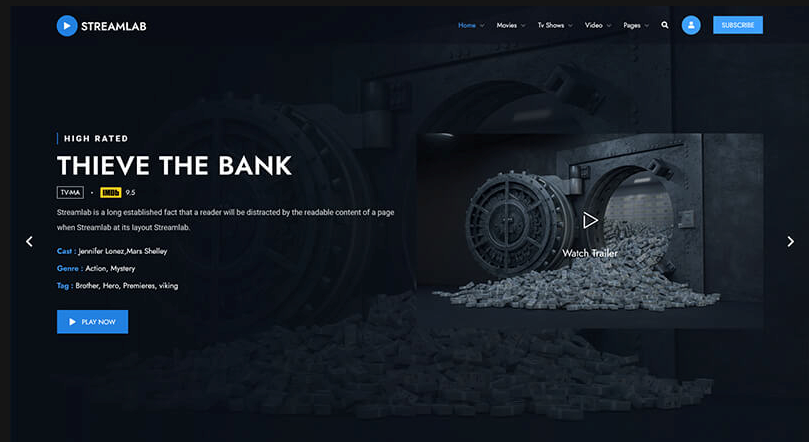 STREAMLAB
Home Movies Tv Shows Video Pages SUBSCRIBE
HIGH RATED
THIEVE THE BANK
TV-MA • IMDb 9.5
Streamlab is a long established fact that a reader will be distracted by the readable content of a page
when Streamlab at its layout Streamlab.
Cast : Jennifer Lonez,Mars Shelley
Genre : Action, Mystery
Tag : Brother, Hero, Premieres, viking
PLAY NOW
Watch Trailer